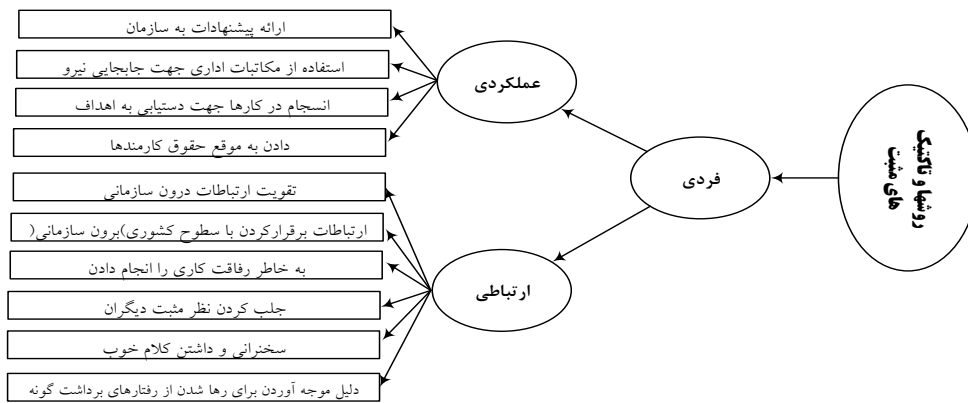 روشها و تاکتیک
های مثبت
فردی
عملکردی
ارائه پیشنهادات به سازمان
استفاده از مکاتبات اداری جهت جابجایی نیرو
انسجام در کارها جهت دستیابی به اهداف
دادن به موقع حقوق کارمندها
ارتباطی
تقویت ارتباطات درون سازمانی
ارتباطات برقرارکردن با سطوح کشوری)برون سازمانی(
به خاطر رفاقت کاری را انجام دادن
جلب کردن نظر مثبت دیگران
سخنرانی و داشتن کلام خوب
دلیل موجه آوردن برای رها شدن از رفتارهای برداشت گونه